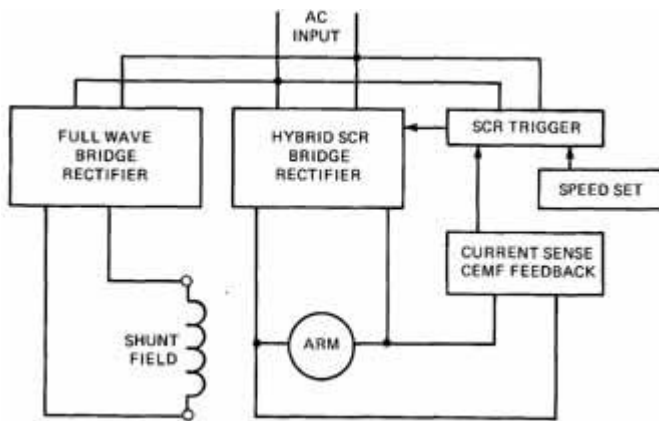 AC
INPUT
FULL WAVE
BRIDGE
RECTIFIER
HYBRID SCR
BRIDGE
RECTIFIER
SCR TRIGGER
SPEED SET
CURRENT SENSE
CEMF FEEDBACK
SHUNT
FIELD
ARM